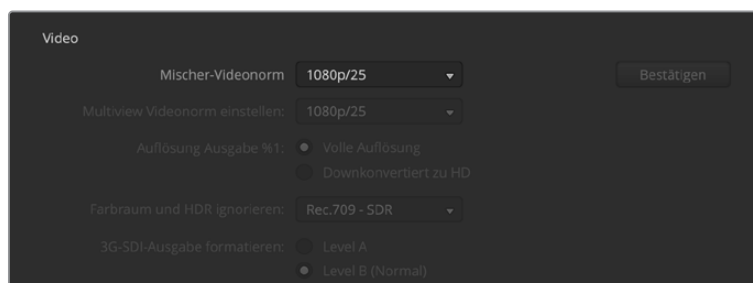 Video
Mischer-Videonorm 1080p/25 Bestätigen
Multiview Videonorm einstellen: 1080p/25
Auflösung Ausgabe %1: Volle Auflösung
Downkonvertiert zu HD
Farbraum und HDR ignorieren: Rec.709 - SDR
3G-SDI-Ausgabe formatieren: Level A
Level B (Normal)